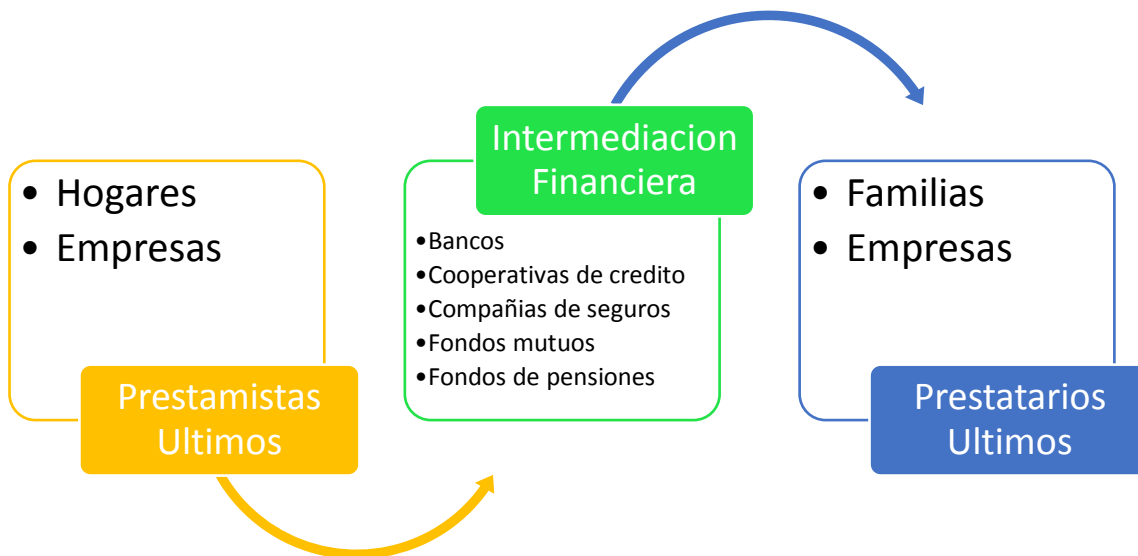 • Hogares
• Empresas
Prestamistas
Ultimos
Intermediacion
Financiera
•Bancos
•Cooperativas de credito
•Compañias de seguros
•Fondos mutuos
•Fondos de pensiones
• Familias
• Empresas
Prestatarios
Ultimos